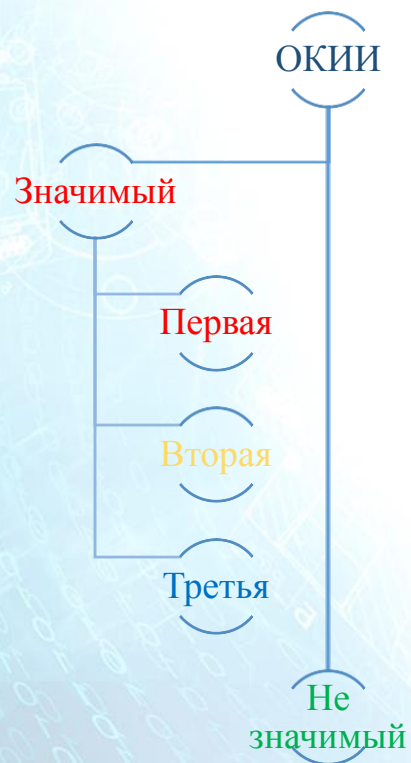 ОКИИ
Значимый
Первая
Вторая
Третья
Не
значимый